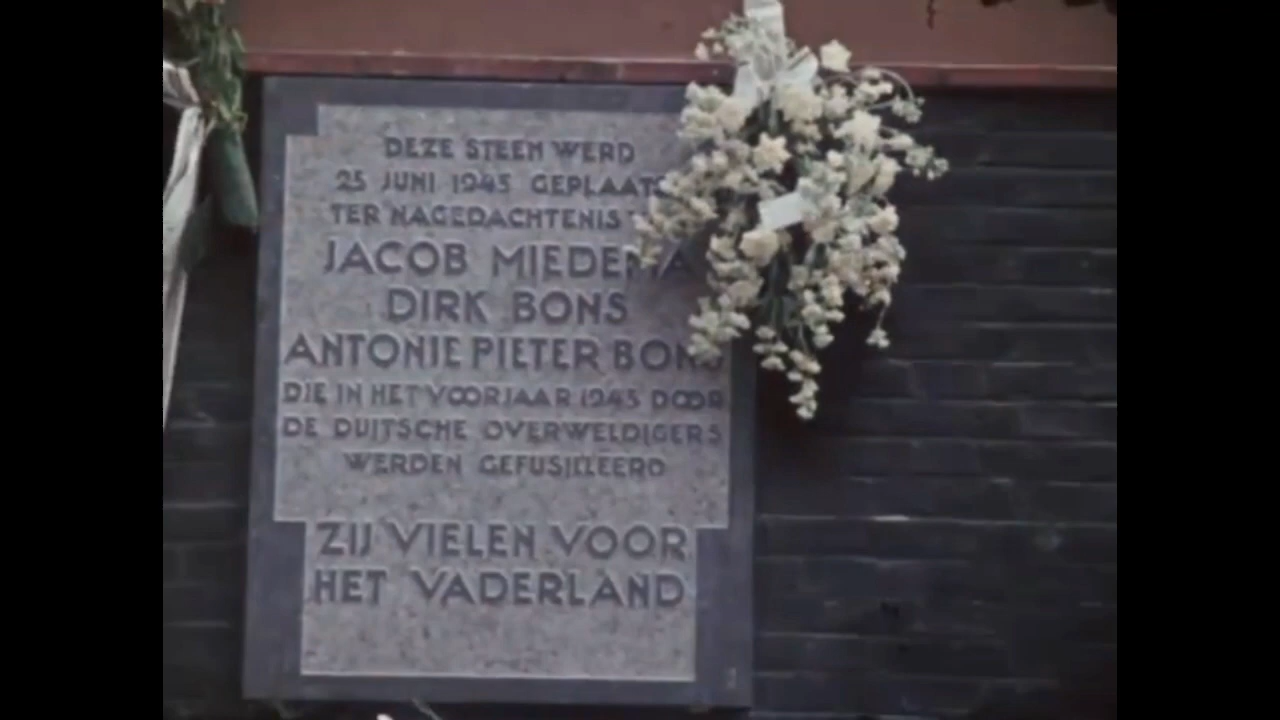 DEZE STEEN WERD
25 JUNI 1945 GEPLAATS
TER NAGEDACHTENIS
JACOB MIEDEMA
DIRK BONS
ANTONIE PIETER BONS
DIE IN HET VOORJAAR 1945 DOOR
DE DUITSCHE OVERWELDIGERS
WERDEN GEFUSILLEERD
ZIJ VIELEN VOOR
HET VADERLAND